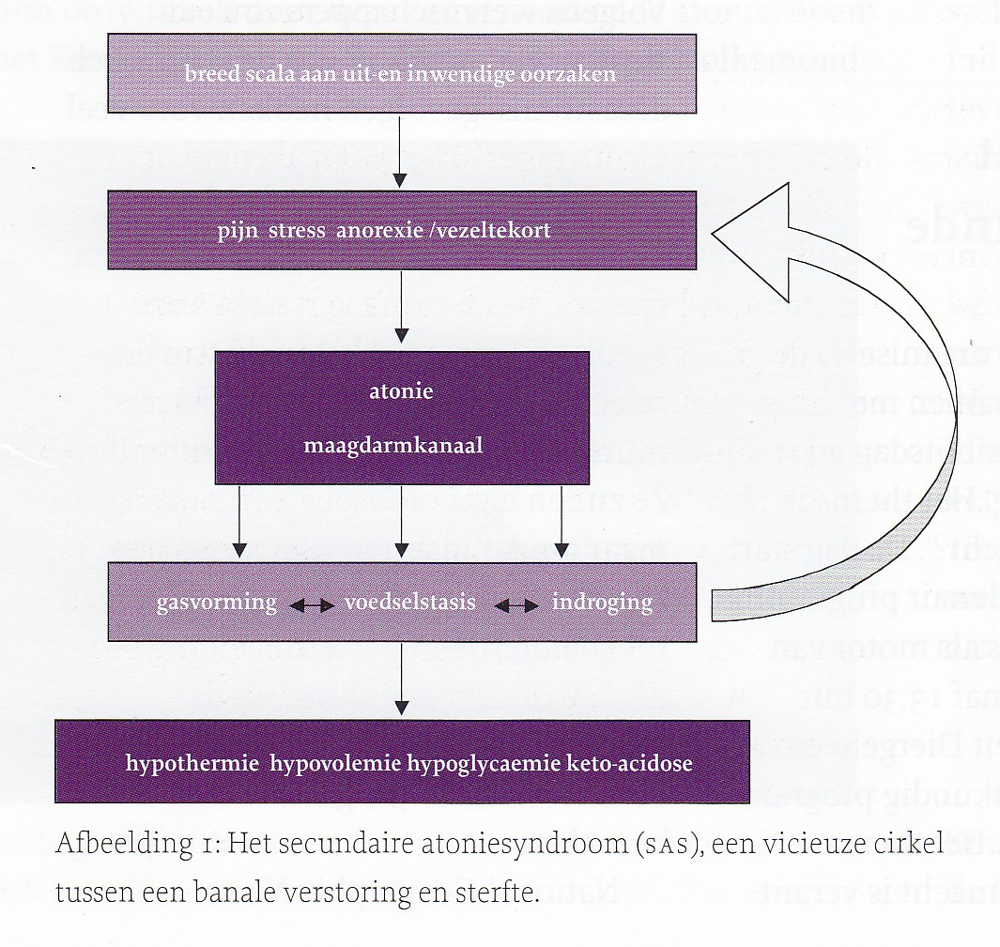 breed scala aan uit-en inwendige oorzaken
pijn stress anorexie /vezeltekort
atonie
maagdarmkanaal
gasvorming voedselstasis indroging
hypothermie hypovolemie hypoglycaemie keto-acidose
Afbeelding 1: Het secundaire atoniesyndroom (SAS), een vicieuze cirkel
tussen een banale verstoring en sterfte.